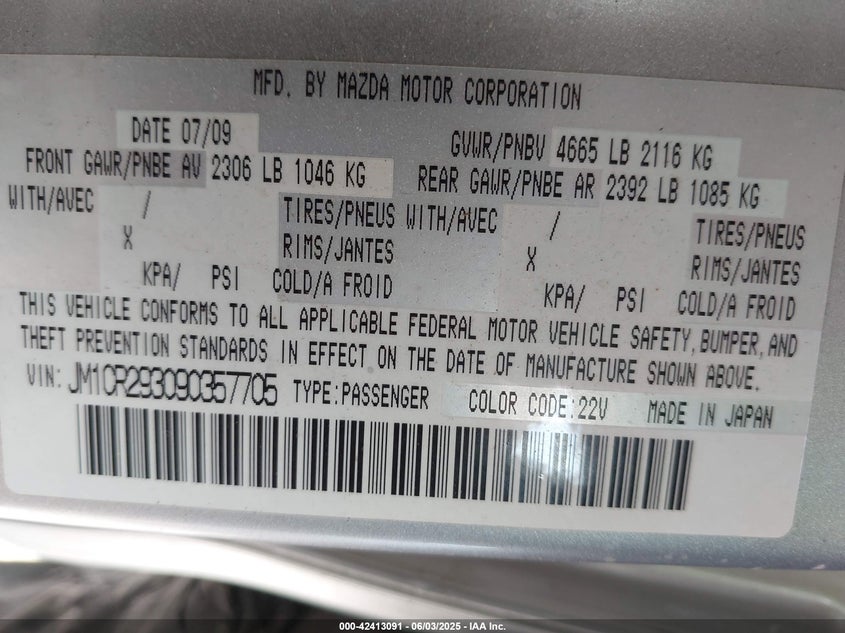 MFD. BY MAZDA MOTOR CORPORATION
DATE 07/09 GVWR/PNBV 4665 LB 2116 KG
FRONT GAWR/PNBE AV 2306 LB 1046 KG REAR GAWR/PNBE AR 2392 LB 1085 KG
WITH/AVEC / TIRES/PNEUS WITH/AVEC / TIRES/PNEUS
X RIMS/JANTES X RIMS/JANTES
KPA/ PSI COLD/A FROID KPA/ PSI COLD/A FROID
THIS VEHICLE CONFORMS TO ALL APPLICABLE FEDERAL MOTOR VEHICLE SAFETY, BUMPER, AND
THEFT PREVENTION STANDARDS IN EFFECT ON THE DATE OF MANUFACTURE SHOWN ABOVE.
VIN: JM1CR293090357705 TYPE:PASSENGER COLOR CODE:22V MADE IN JAPAN
000-42413091 - 06/03/2025 - IAA Inc.